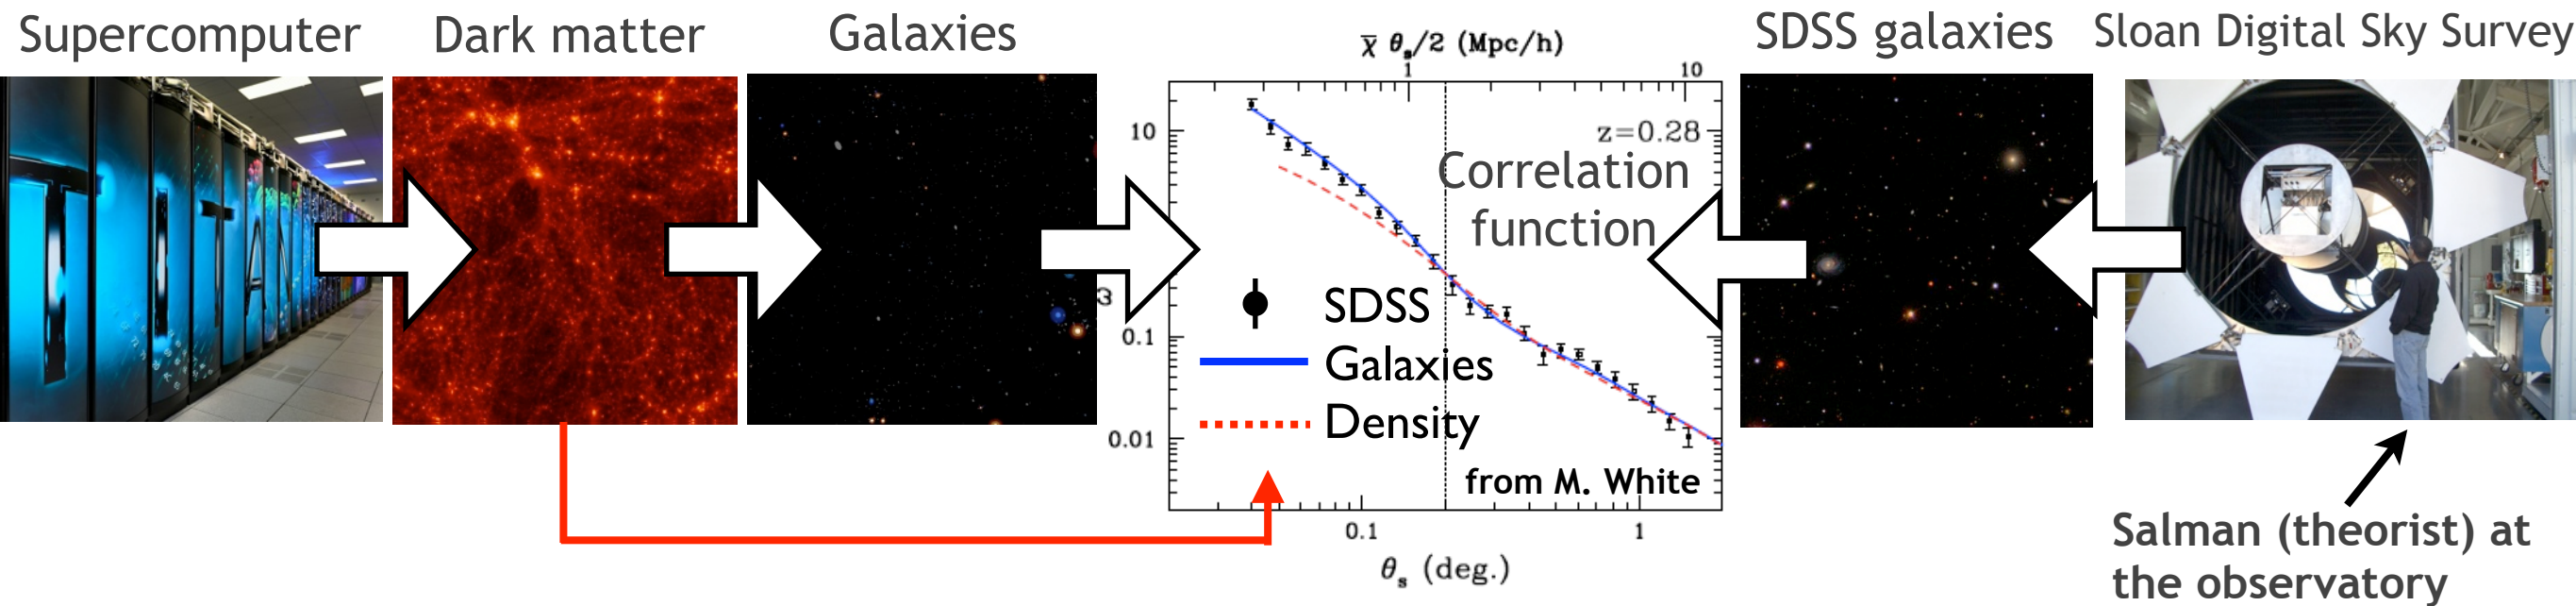 Supercomputer
Dark matter
Galaxies
χ̅ θₛ/2 (Mpc/h)
SDSS galaxies
Sloan Digital Sky Survey
1
10
10
z=0.28
Correlation
function
TITAN
ω
SDSS
0.1
Galaxies
Density
0.01
from M. White
0.1
1
θₛ (deg.)
Salman (theorist) at
the observatory